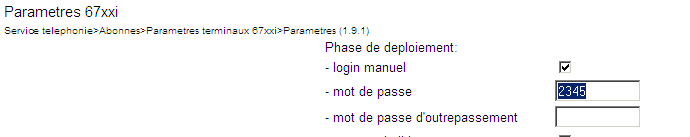 Parametres 67xxi
Service telephonie>Abonnes>Parametres terminaux 67xxi>Parametres (1.9.1)
Phase de deploiement:
- login manuel
- mot de passe 2345
- mot de passe d'outrepassement